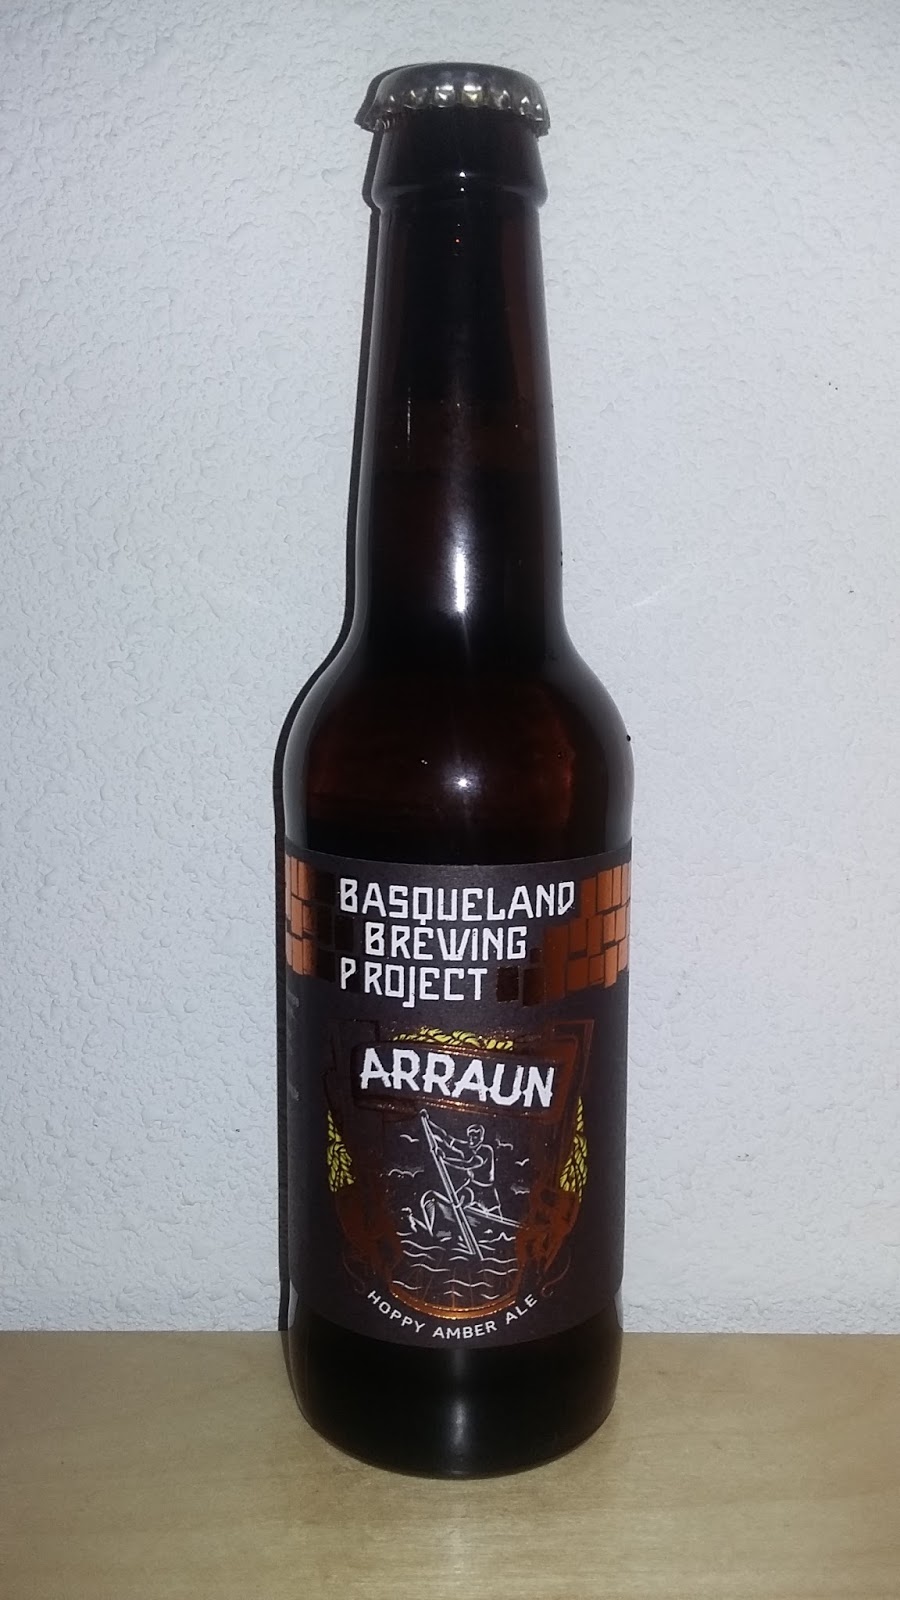 BASQUELAND
BREWING
PROJECT
ARRAUN
HOPPY AMBER ALE